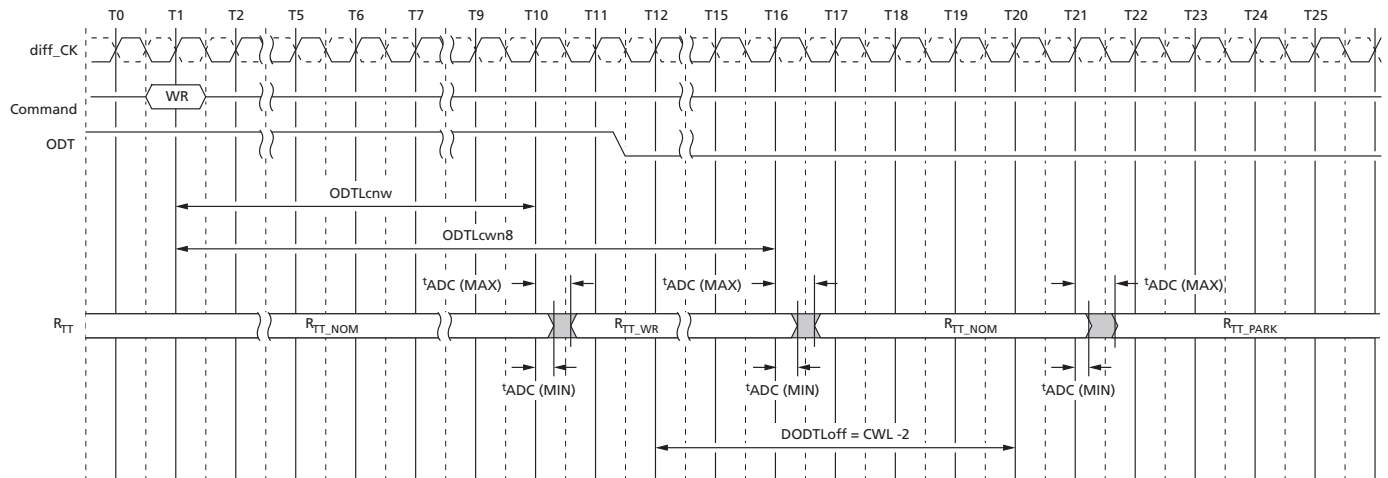 T0 T1 T2 T5 T6 T7 T9 T10 T11 T12 T15 T16 T17 T18 T19 T20 T21 T22 T23 T24 T25
diff_CK
Command WR
ODT
ODTLcnw
ODTLcwn8
tADC (MAX) tADC (MAX) tADC (MAX)
RTT RTT_NOM RTT_WR RTT_NOM RTT_PARK
tADC (MIN) tADC (MIN) tADC (MIN)
DODTLoff = CWL -2